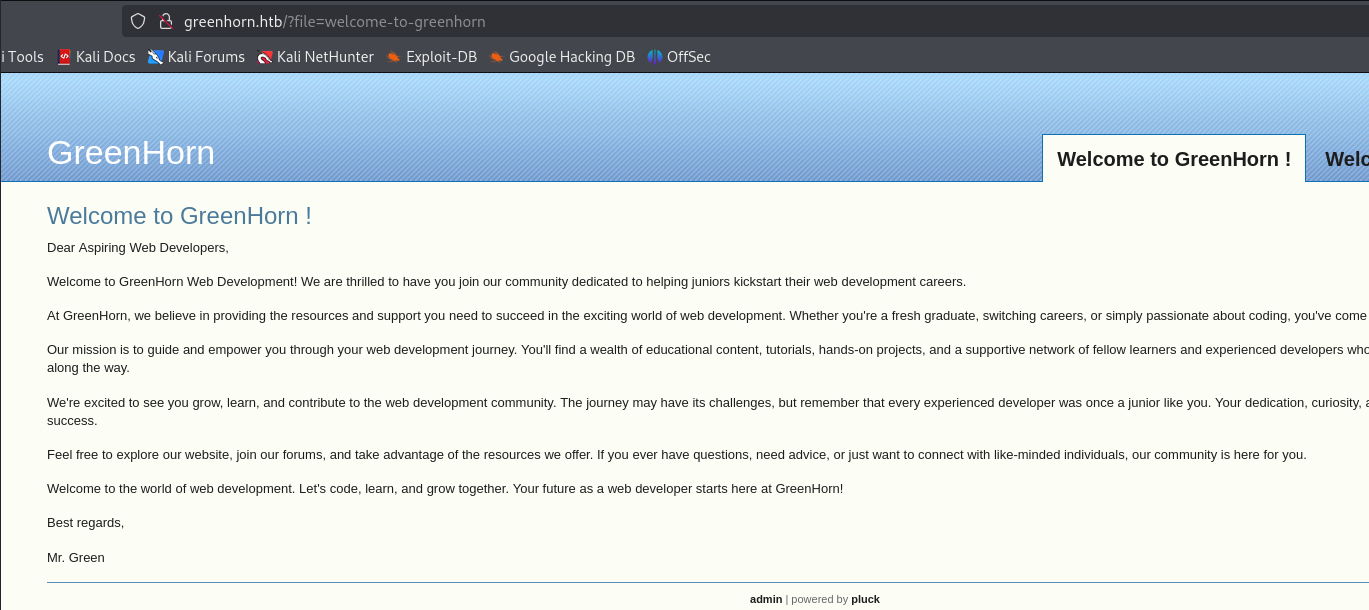 greenhorn.htb/?file=welcome-to-greenhorn
i Tools Kali Docs Kali Forums Kali NetHunter Exploit-DB Google Hacking DB OffSec
GreenHorn
Welcome to GreenHorn ! Welc
Welcome to GreenHorn !
Dear Aspiring Web Developers,
Welcome to GreenHorn Web Development! We are thrilled to have you join our community dedicated to helping juniors kickstart their web development careers.
At GreenHorn, we believe in providing the resources and support you need to succeed in the exciting world of web development. Whether you're a fresh graduate, switching careers, or simply passionate about coding, you've come
Our mission is to guide and empower you through your web development journey. You'll find a wealth of educational content, tutorials, hands-on projects, and a supportive network of fellow learners and experienced developers who
along the way.
We're excited to see you grow, learn, and contribute to the web development community. The journey may have its challenges, but remember that every experienced developer was once a junior like you. Your dedication, curiosity, a
success.
Feel free to explore our website, join our forums, and take advantage of the resources we offer. If you ever have questions, need advice, or just want to connect with like-minded individuals, our community is here for you.
Welcome to the world of web development. Let's code, learn, and grow together. Your future as a web developer starts here at GreenHorn!
Best regards,
Mr. Green
admin | powered by pluck